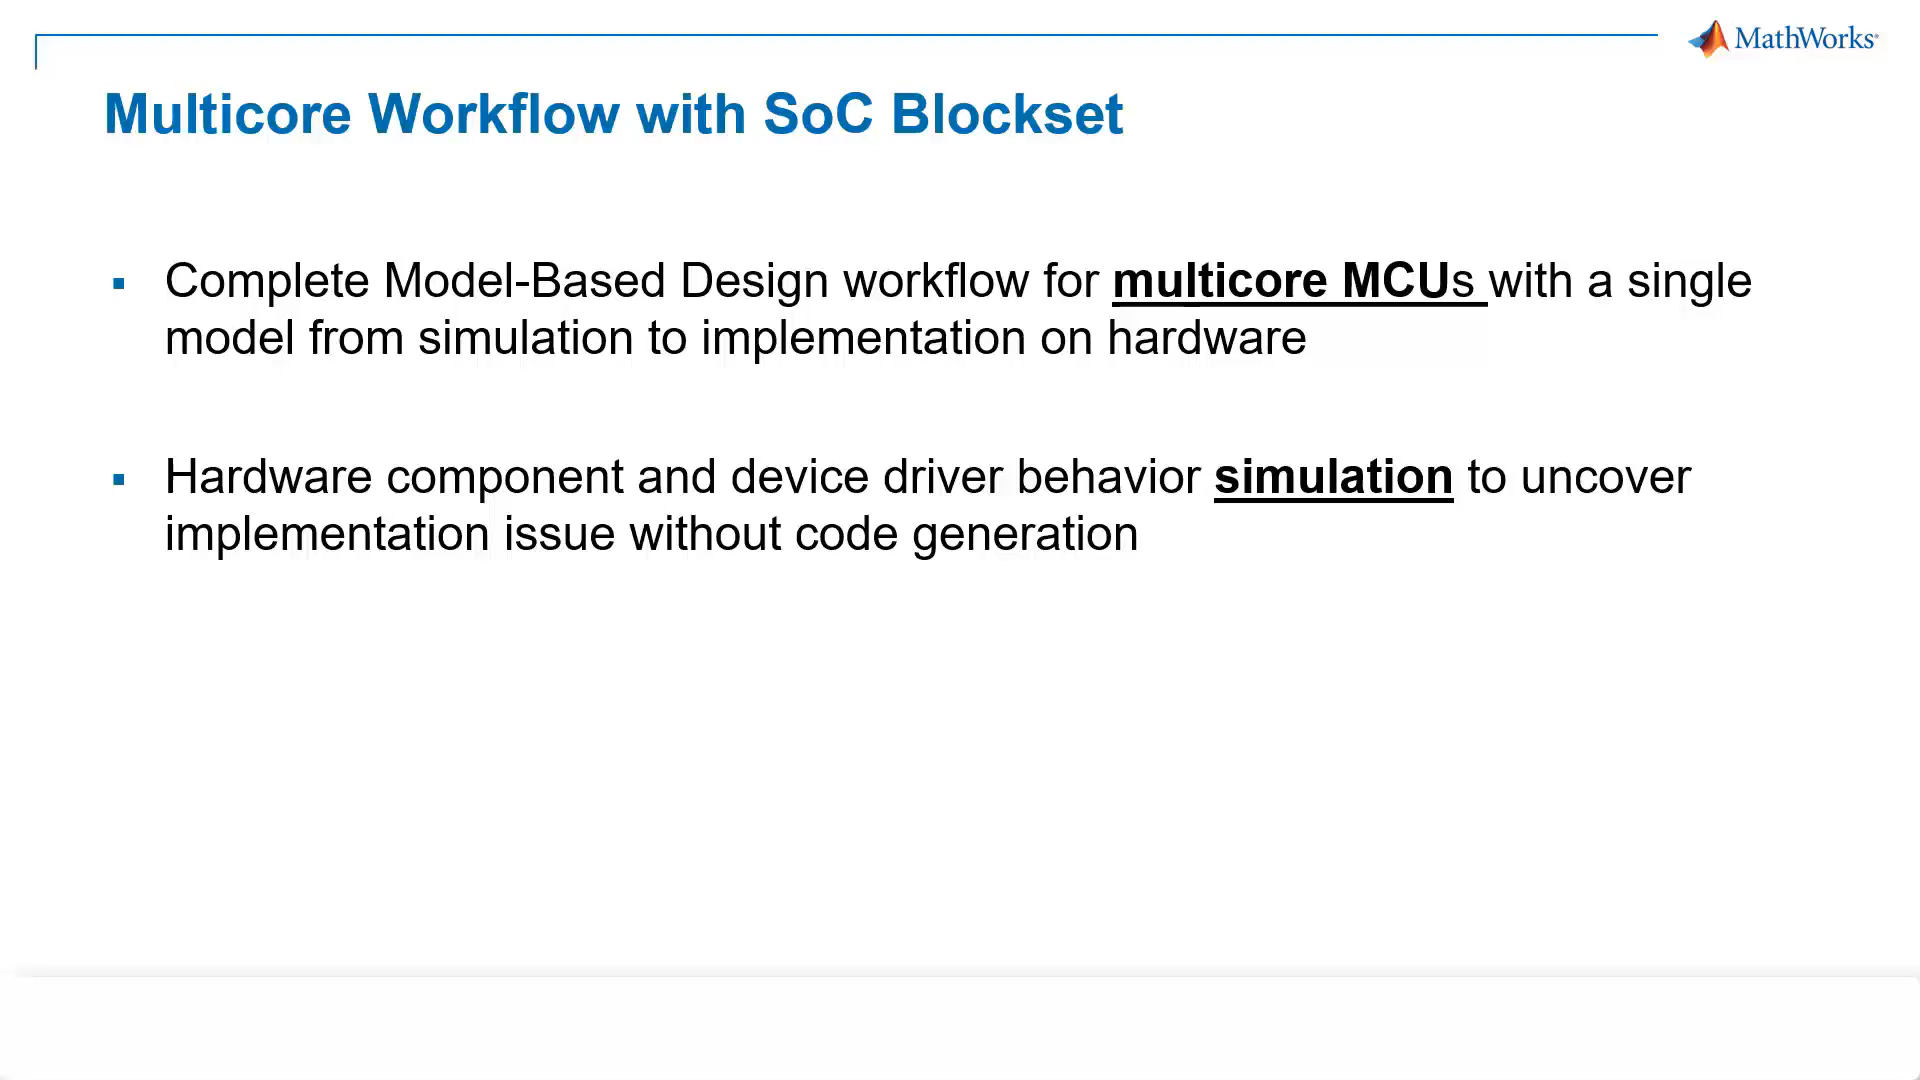 MathWorks®
Multicore Workflow with SoC Blockset
▪ Complete Model-Based Design workflow for multicore MCUs with a single
model from simulation to implementation on hardware
▪ Hardware component and device driver behavior simulation to uncover
implementation issue without code generation